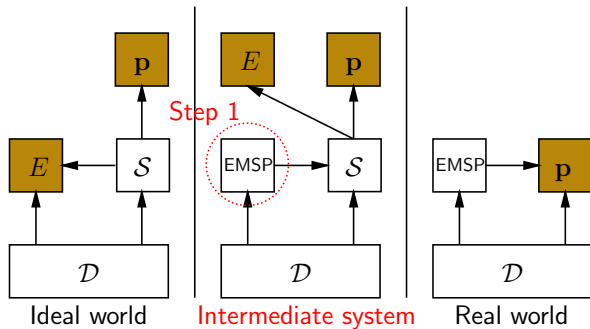 p
E
p
Step 1
E
S
EMSP
S
EMSP
p
D
D
D
Ideal world
Intermediate system
Real world